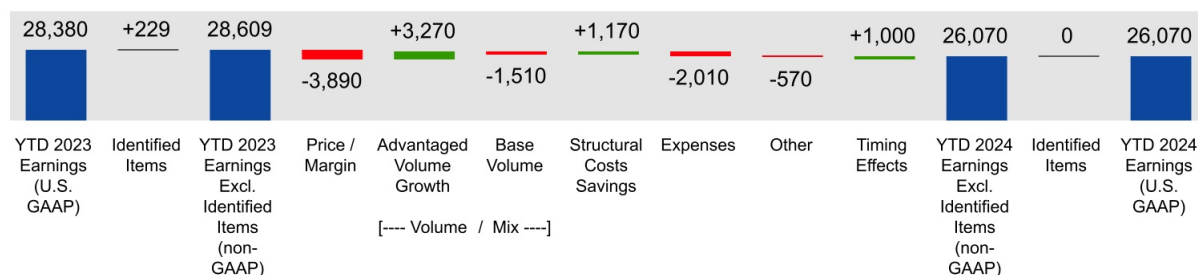 28,380
+229
28,609
-3,890
+3,270
-1,510
+1,170
-2,010
-570
+1,000
26,070
0
26,070
YTD 2023
Earnings
(U.S.
GAAP)
Identified
Items
YTD 2023
Earnings
Excl.
Identified
Items
(non-
GAAP)
Price /
Margin
Advantaged
Volume
Growth
Base
Volume
[---- Volume / Mix ----]
Structural
Costs
Savings
Expenses
Other
Timing
Effects
YTD 2024
Earnings
Excl.
Identified
Items
(non-
GAAP)
Identified
Items
YTD 2024
Earnings
(U.S.
GAAP)